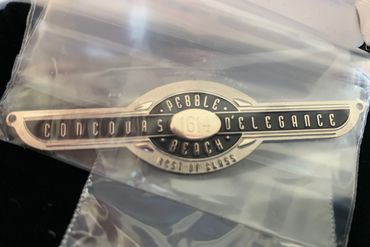 PEBBLE
CONCOURS D'ELEGANCE
BEACH
BEST OF CLASS